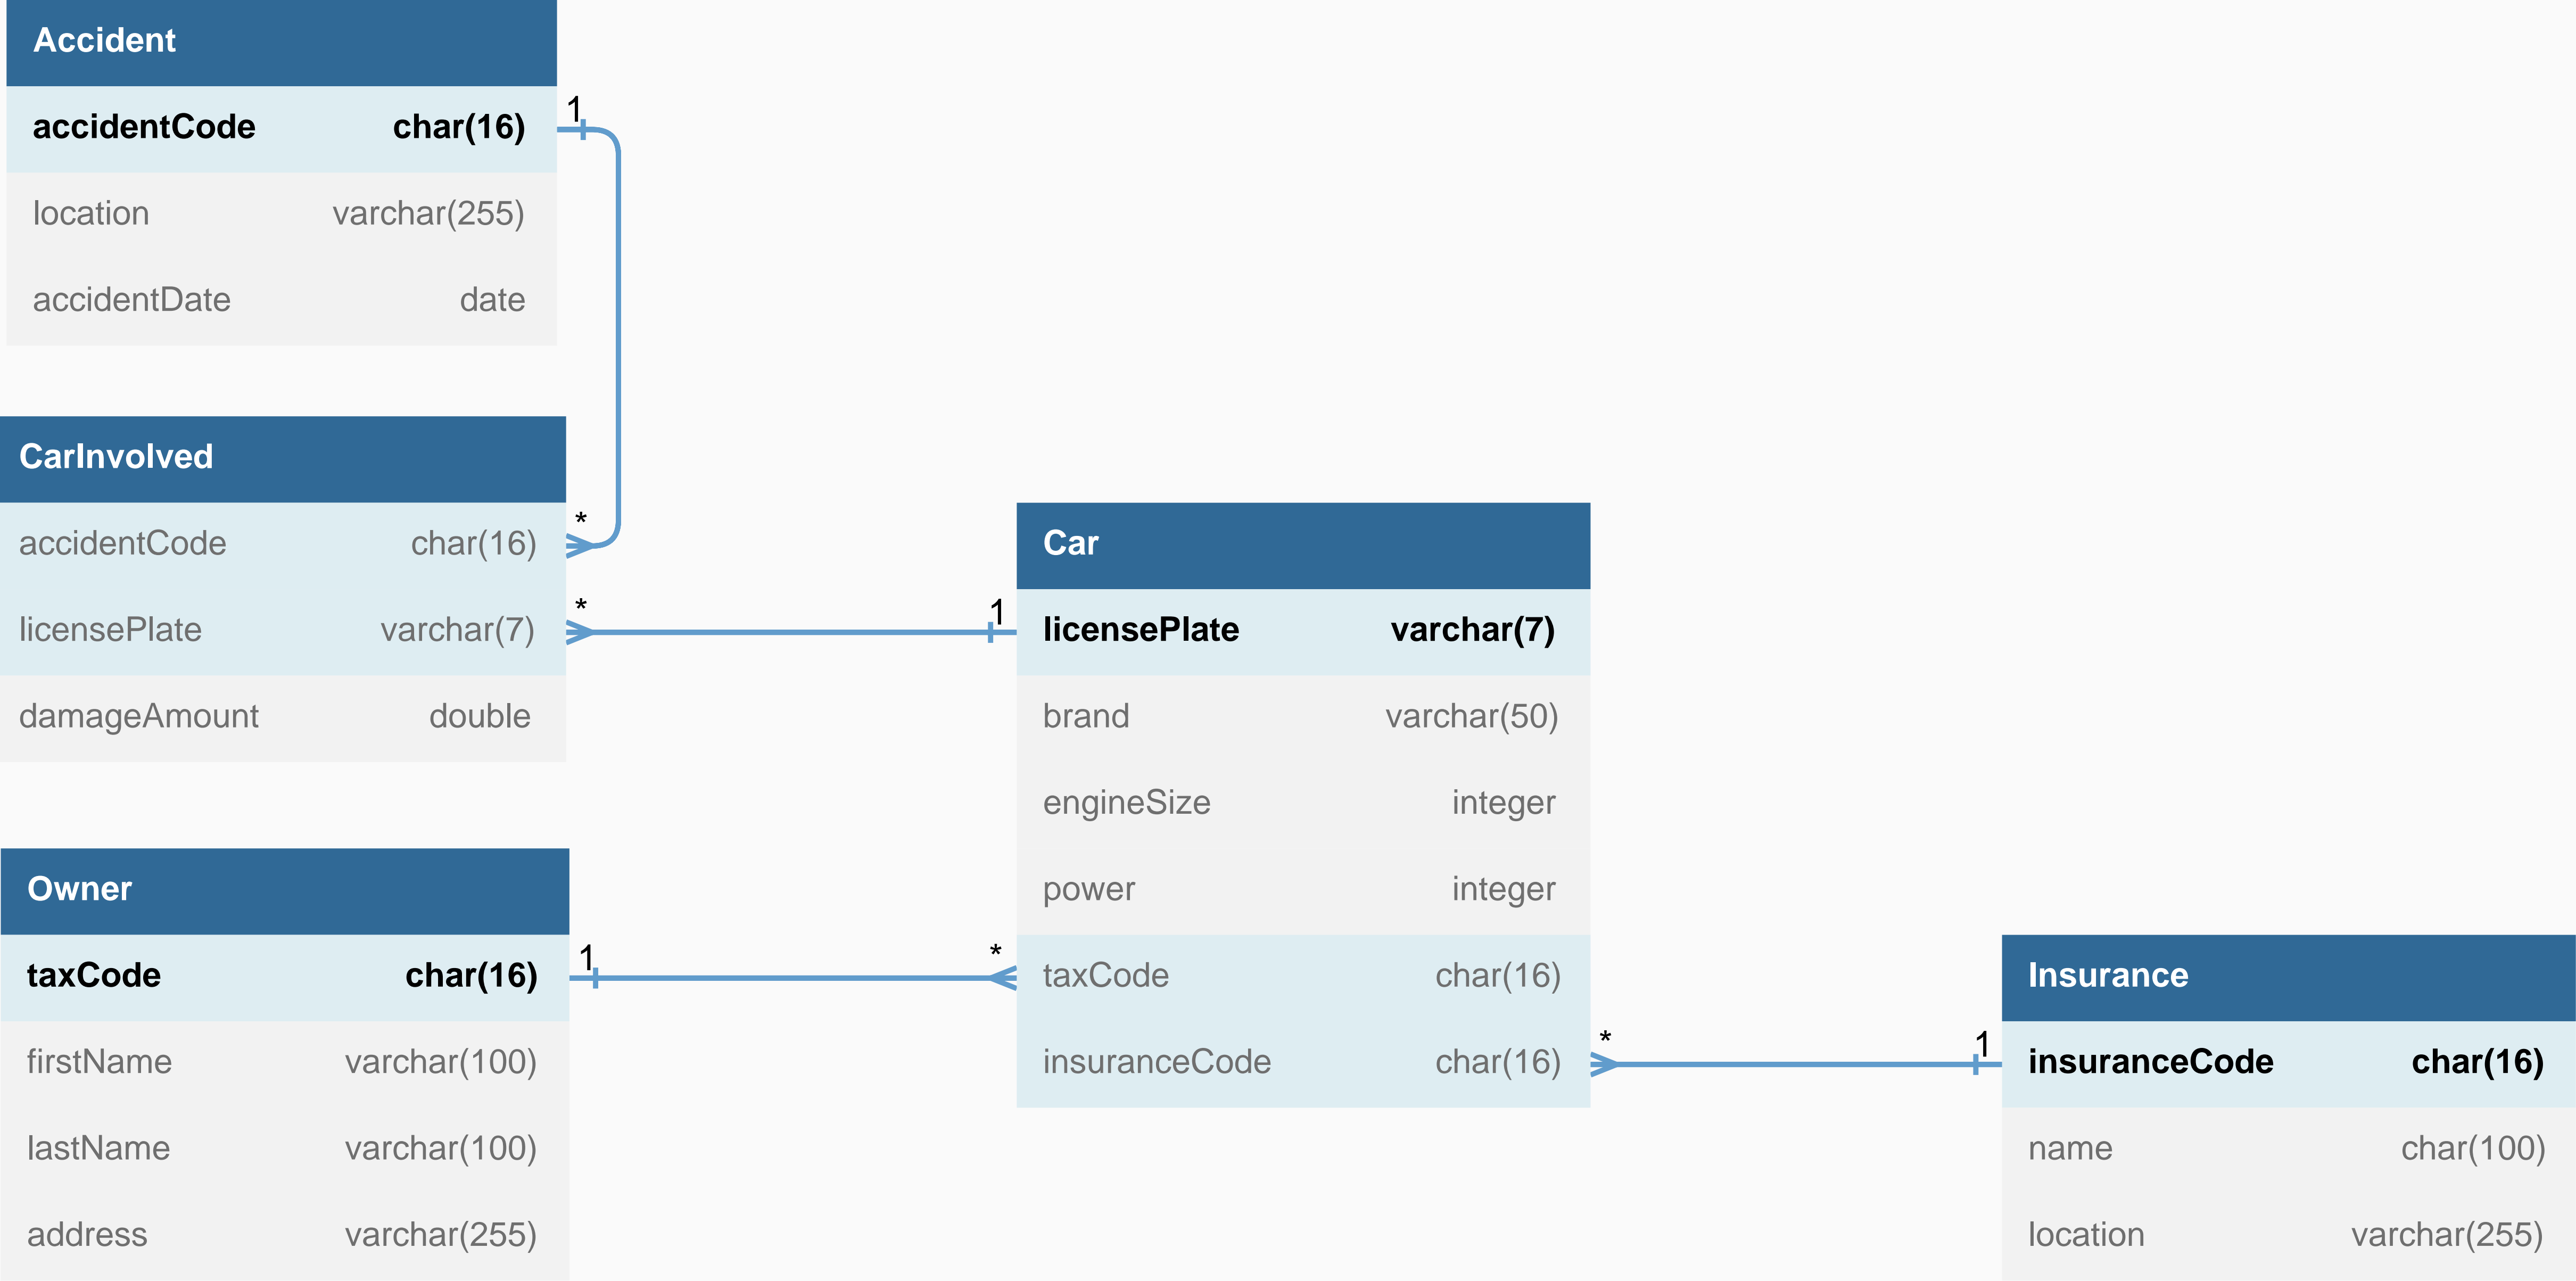 Accident
accidentCode char(16)
location varchar(255)
accidentDate date
1
*
CarInvolved
accidentCode char(16)
licensePlate varchar(7)
damageAmount double
*
1
Car
licensePlate varchar(7)
brand varchar(50)
engineSize integer
power integer
taxCode char(16)
insuranceCode char(16)
Owner
taxCode char(16)
firstName varchar(100)
lastName varchar(100)
address varchar(255)
1
*
*
1
Insurance
insuranceCode char(16)
name char(100)
location varchar(255)